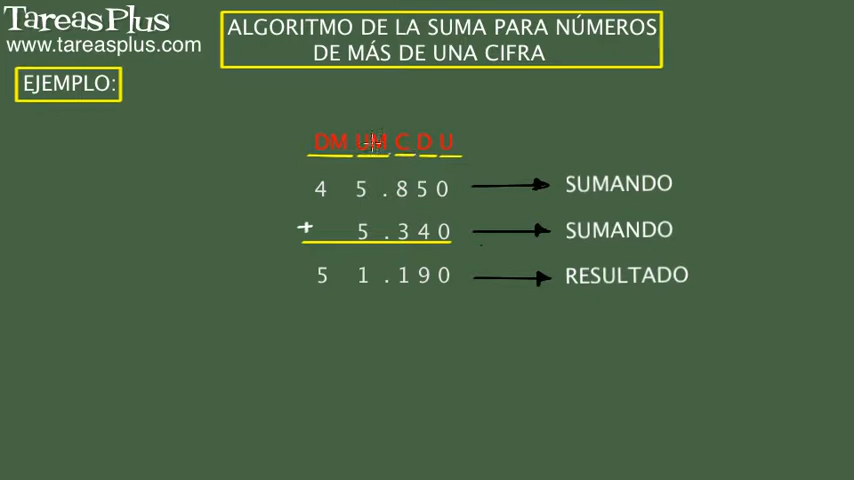 TareasPlus
www.tareasplus.com
ALGORITMO DE LA SUMA PARA NÚMEROS
DE MÁS DE UNA CIFRA
EJEMPLO:
DM UM C D U
4 5.850 SUMANDO
+ 5.340 SUMANDO
5 1.190 RESULTADO